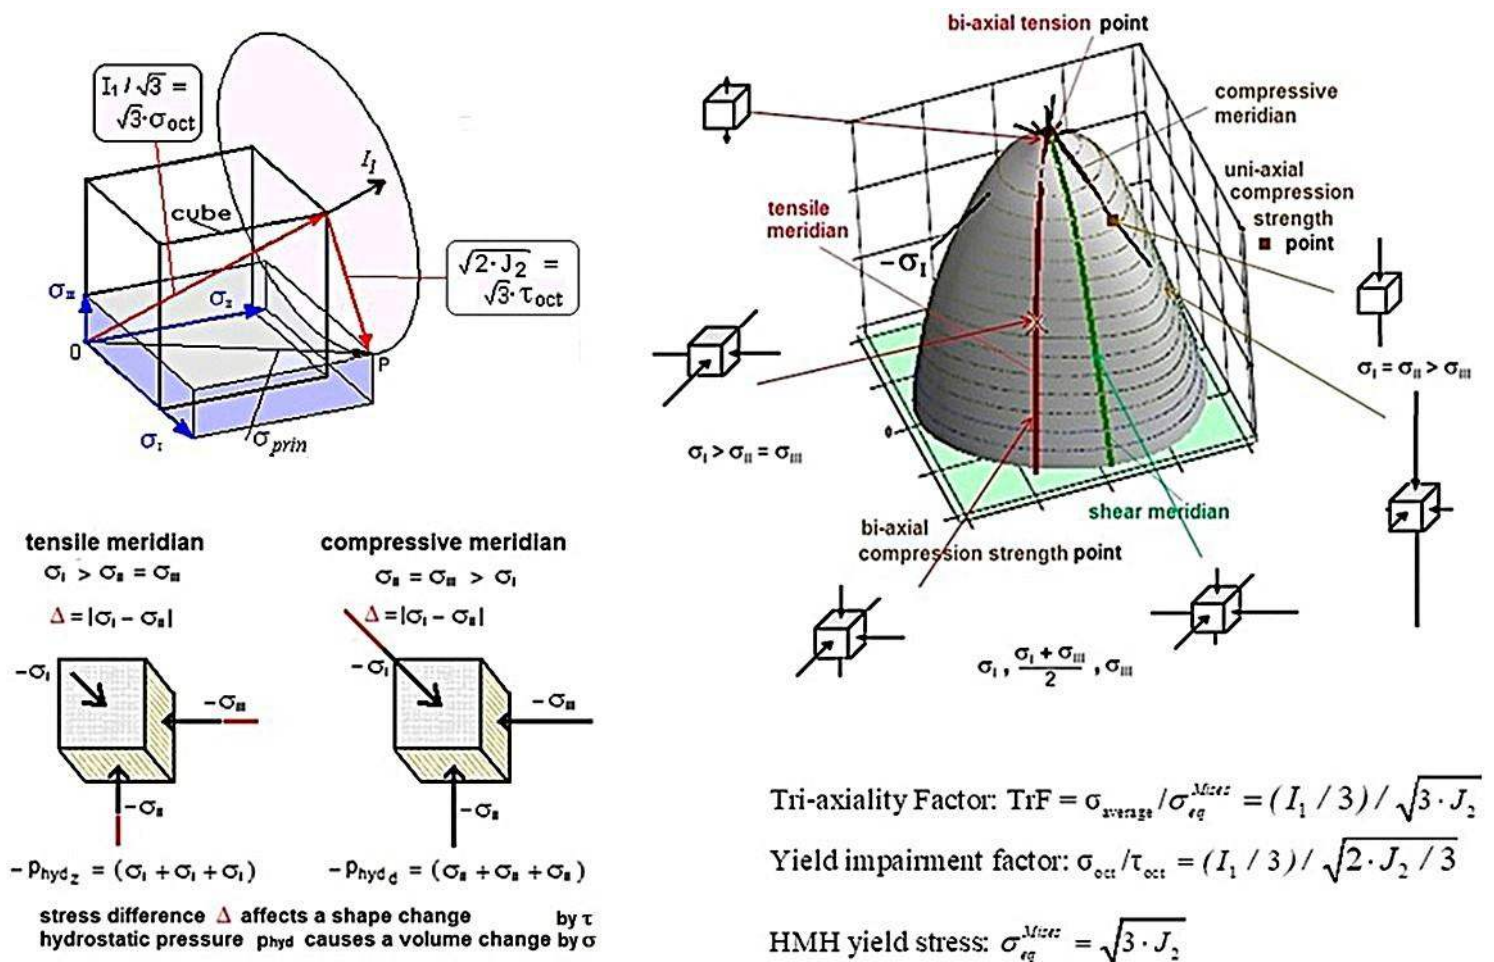 I₁ / √3 =
√3·σoct
I₁
cube
√2·J₂ =
√3·τoct
σIII
σII
O
P
σI
σprin
bi-axial tension point
compressive
meridian
uni-axial
compression
strength
■ point
tensile
meridian
-σI
σI = σII > σIII
σI > σII = σIII
0
shear meridian
bi-axial
compression strength point
σI , (σI + σIII)/2 , σIII
tensile meridian
σI > σII = σIII
Δ = |σI - σII|
-σI
-σIII
-σII
-phydz = (σI + σI + σI)
compressive meridian
σII = σIII > σI
Δ = |σI - σII|
-σI
-σIII
-σII
-phydd = (σII + σII + σII)
stress difference Δ affects a shape change by τ
hydrostatic pressure phyd causes a volume change by σ
Tri-axiality Factor: TrF = σaverage/σeq^Mises = (I₁ / 3) / √3·J₂
Yield impairment factor: σoct/τoct = (I₁ / 3) / √2·J₂ / 3
HMH yield stress: σeq^Mises = √3·J₂